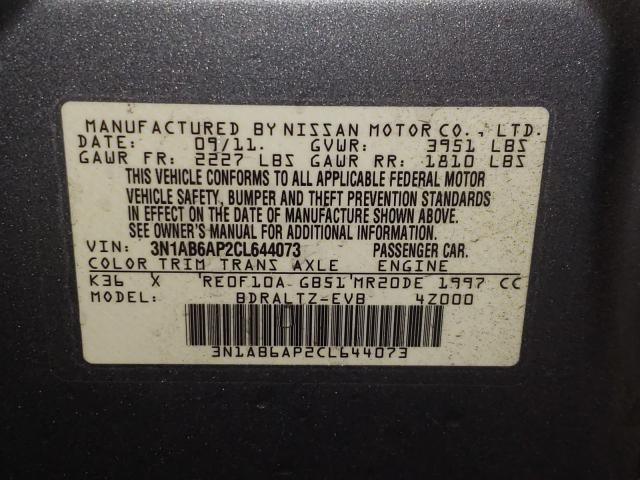 MANUFACTURED BY NISSAN MOTOR CO., LTD.
DATE: 09/11. GVWR: 3951 LBS
GAWR FR: 2227 LBS GAWR RR: 1810 LBS
THIS VEHICLE CONFORMS TO ALL APPLICABLE FEDERAL MOTOR
VEHICLE SAFETY, BUMPER AND THEFT PREVENTION STANDARDS
IN EFFECT ON THE DATE OF MANUFACTURE SHOWN ABOVE.
SEE OWNER'S MANUAL FOR ADDITIONAL INFORMATION.
VIN: 3N1AB6AP2CL644073 PASSENGER CAR.
COLOR TRIM TRANS AXLE ENGINE
K36 X RE0F10A GB51 MR20DE 1997 CC
MODEL: BDRALTZ-EVB 4Z000
3N1AB6AP2CL644073